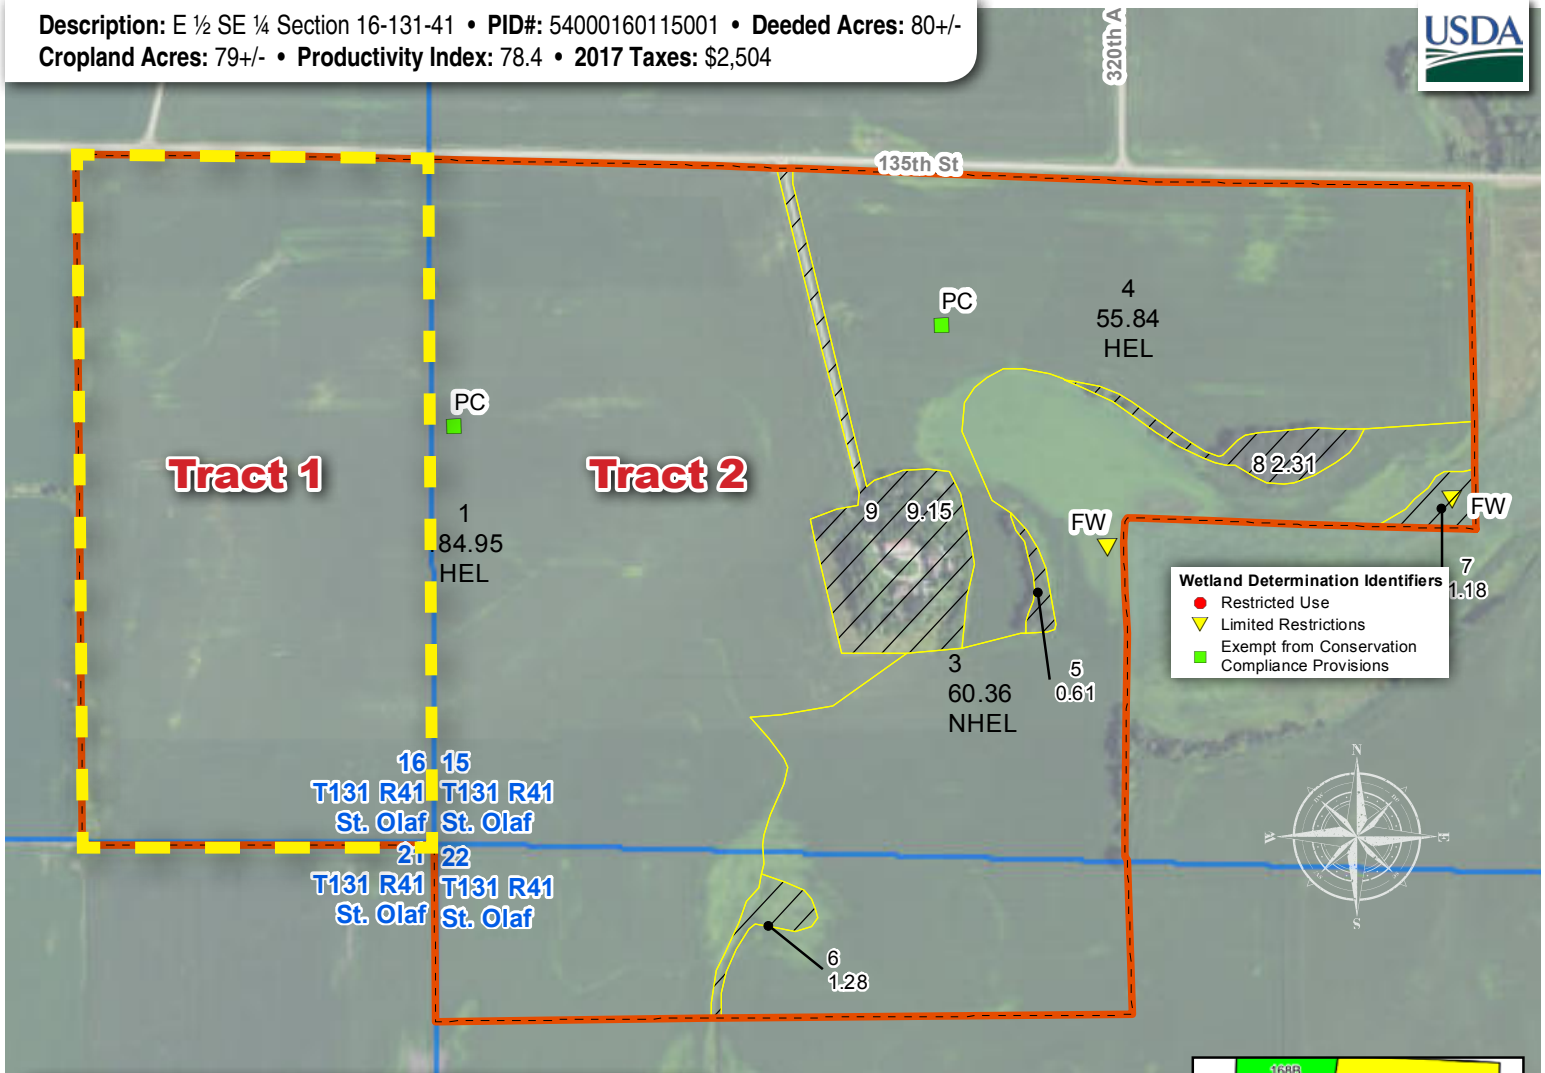 Description: E ½ SE ¼ Section 16-131-41 • PID#: 54000160115001 • Deeded Acres: 80+/-
Cropland Acres: 79+/- • Productivity Index: 78.4 • 2017 Taxes: $2,504
USDA
320th A
135th St
4
55.84
HEL
PC
PC
Tract 1
Tract 2
8 2.31
1
84.95
HEL
9 9.15
FW
FW
7
1.18
Wetland Determination Identifiers
Restricted Use
Limited Restrictions
Exempt from Conservation
Compliance Provisions
3
60.36
NHEL
5
0.61
16 15
T131 R41 T131 R41
St. Olaf St. Olaf
21 22
T131 R41 T131 R41
St. Olaf St. Olaf
N
W
E
S
6
1.28
168B